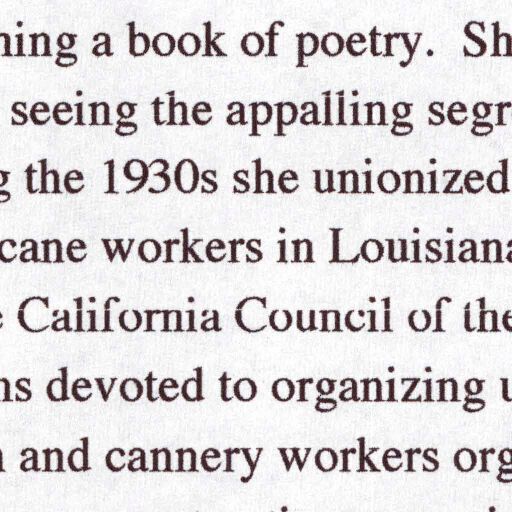 ning a book of poetry. Sh
seeing the appalling segr
g the 1930s she unionized
cane workers in Louisiana
California Council of the
ns devoted to organizing u
and cannery workers org